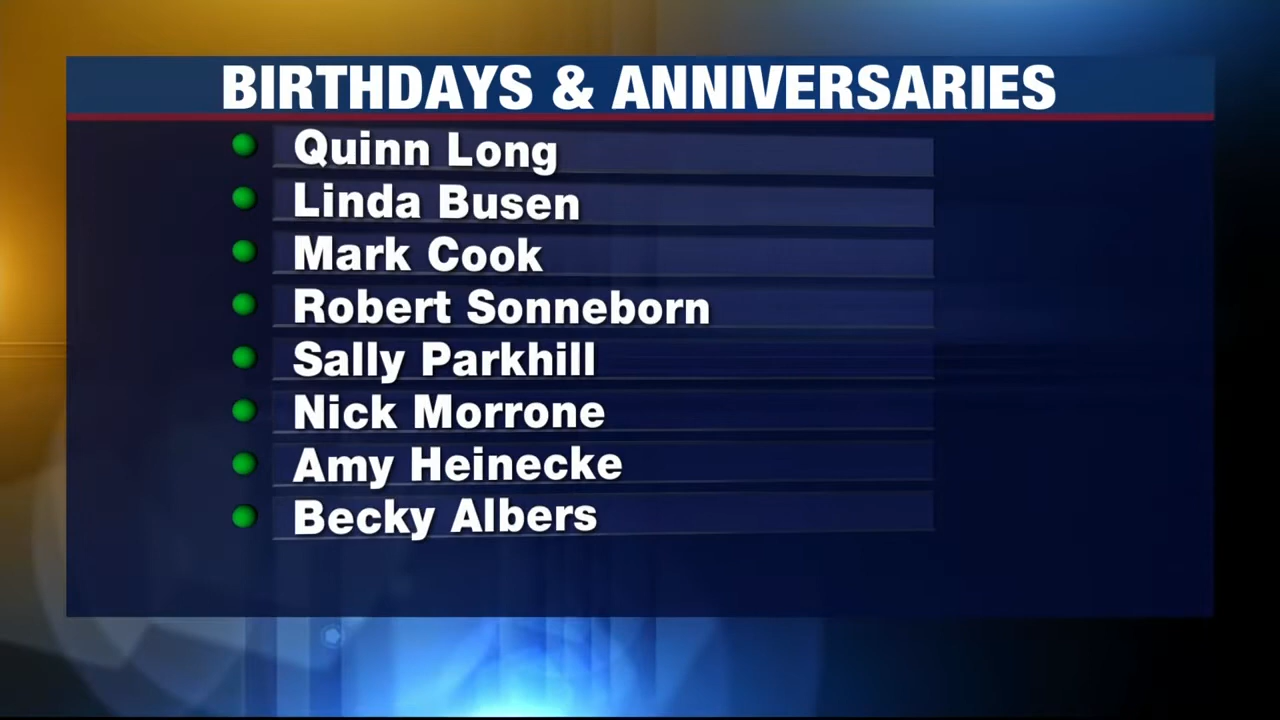 BIRTHDAYS & ANNIVERSARIES
Quinn Long
Linda Busen
Mark Cook
Robert Sonneborn
Sally Parkhill
Nick Morrone
Amy Heinecke
Becky Albers